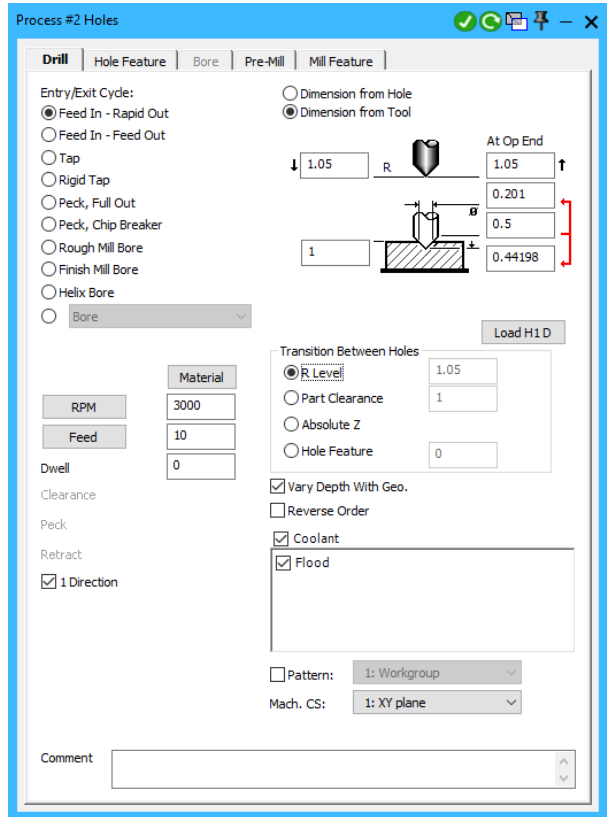 Process #2 Holes
Drill Hole Feature Bore Pre-Mill Mill Feature
Entry/Exit Cycle:
Feed In - Rapid Out
Feed In - Feed Out
Tap
Rigid Tap
Peck, Full Out
Peck, Chip Breaker
Rough Mill Bore
Finish Mill Bore
Helix Bore
Bore
Dimension from Hole
Dimension from Tool
At Op End
1.05 R 1.05
0.201
ø
0.5
1
0.44198
Load H1 D
Material
RPM 3000
Feed 10
Dwell 0
Clearance
Peck
Retract
1 Direction
Transition Between Holes
R Level 1.05
Part Clearance 1
Absolute Z
Hole Feature 0
Vary Depth With Geo.
Reverse Order
Coolant
Flood
Pattern: 1: Workgroup
Mach. CS: 1: XY plane
Comment